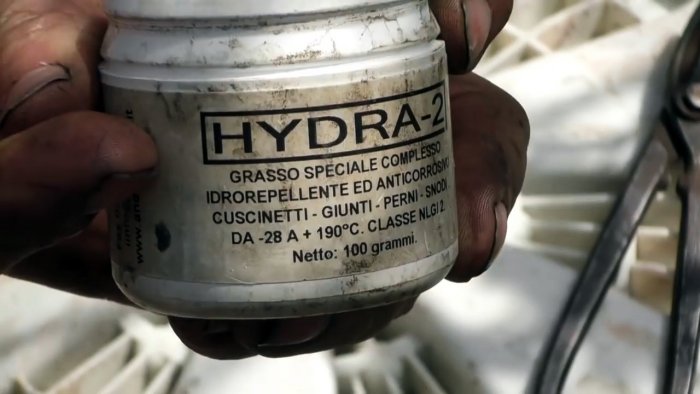 HYDRA-2
GRASSO SPECIALE COMPLESSO
IDROREPELLENTE ED ANTICORROSIVO
CUSCINETTI - GIUNTI - PERNI - SNODI
DA -28 A + 190°C. CLASSE NLGI 2.
Netto: 100 grammi.